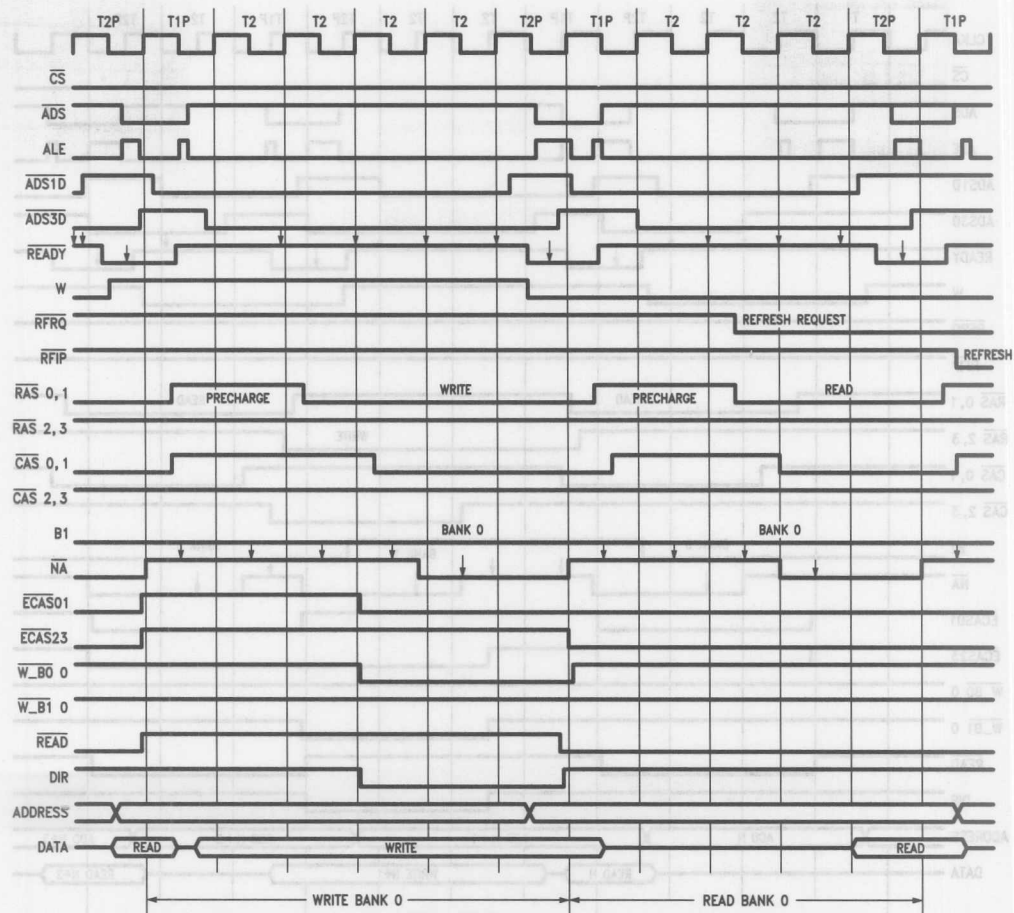 T2P T1P T2 T2 T2 T2 T2P T1P T2 T2 T2 T2P T1P
CS
ADS
ALE
ADS1D
ADS3D
READY
W
RFRQ REFRESH REQUEST
RFIP REFRESH
RAS 0,1 PRECHARGE WRITE PRECHARGE READ
RAS 2,3
CAS 0,1
CAS 2,3
B1 BANK 0 BANK 0
NA
ECAS01
ECAS23
W_B0 0
W_B1 0
READ
DIR
ADDRESS
DATA READ WRITE READ
WRITE BANK 0 READ BANK 0